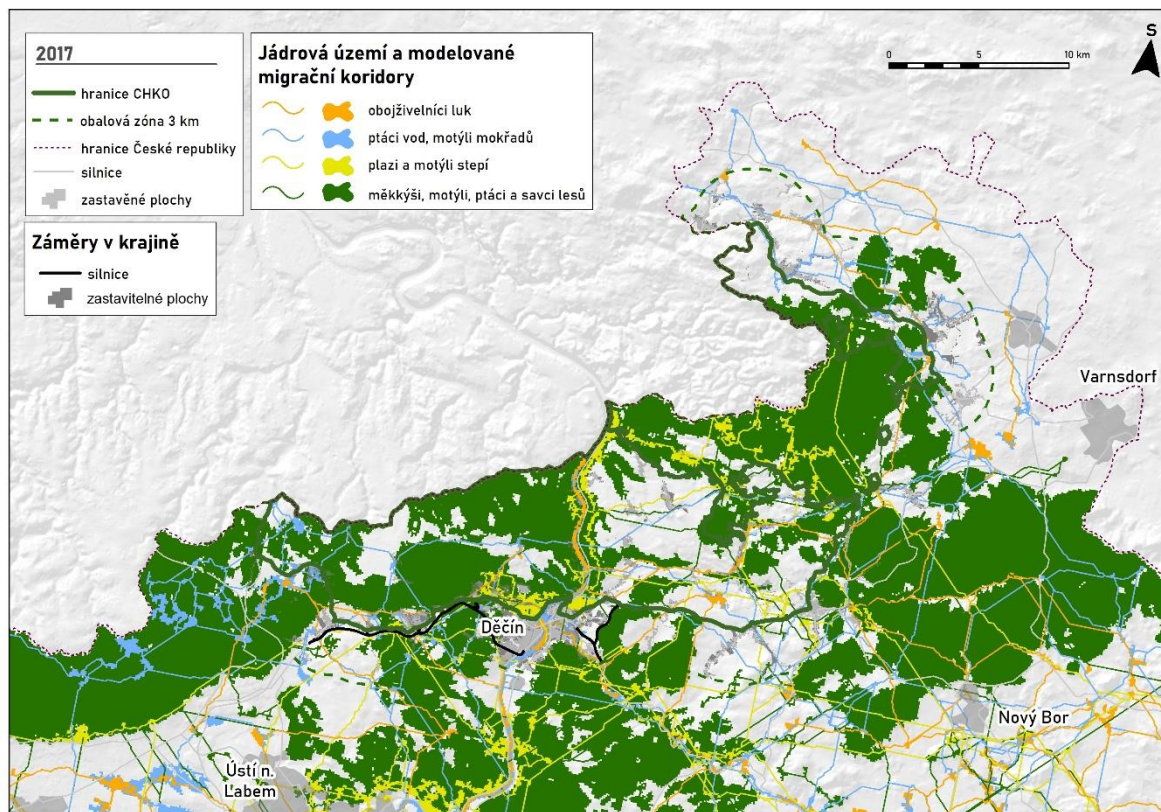 2017
hranice CHKO
obalová zóna 3 km
hranice České republiky
silnice
zastavěné plochy
Záměry v krajině
silnice
zastavitelné plochy
Jádrová území a modelované
migrační koridory
obojživelníci luk
ptáci vod, motýli mokřadů
plazi a motýli stepí
měkkýši, motýli, ptáci a savci lesů
0 5 10 km
S
Varnsdorf
Děčín
Nový Bor
Ústí n.
Labem